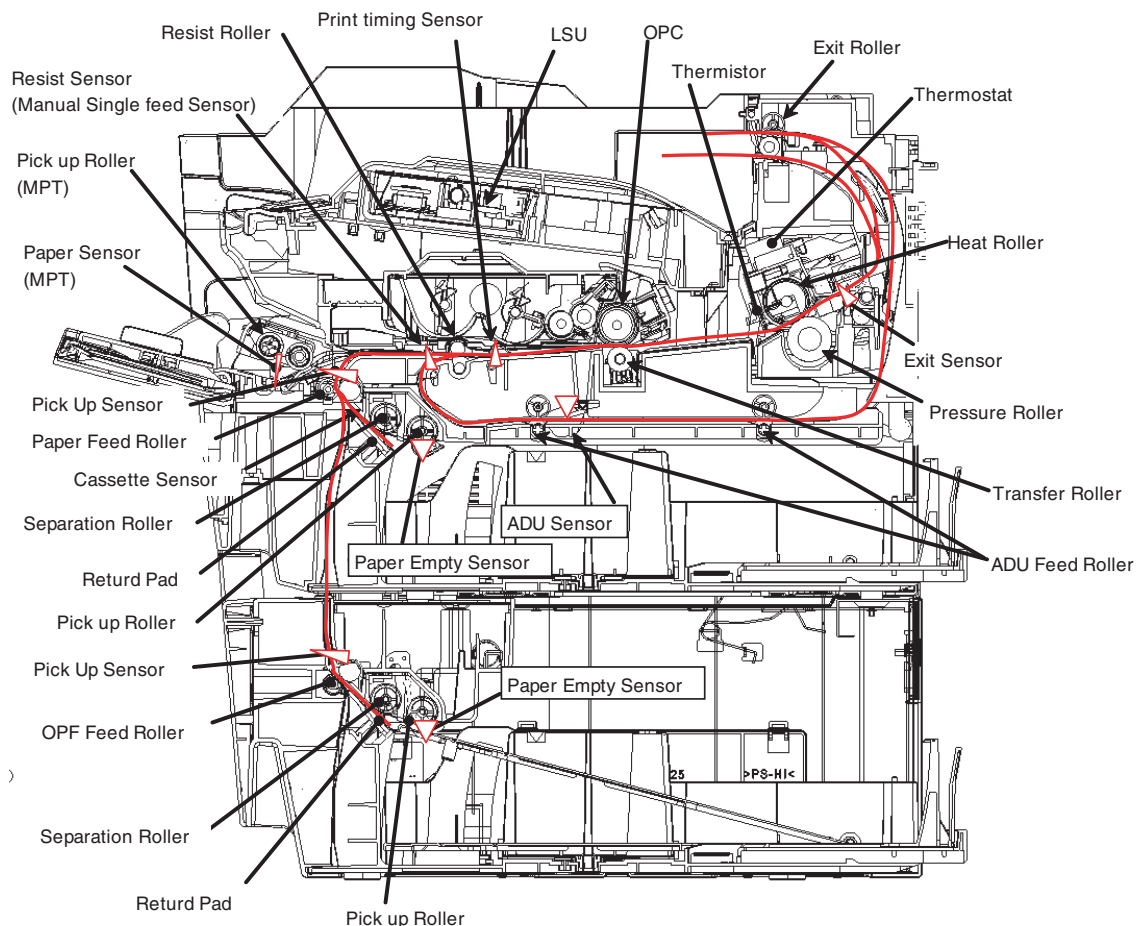 Print timing Sensor
Resist Roller
LSU
OPC
Exit Roller
Resist Sensor
(Manual Single feed Sensor)
Thermistor
Thermostat
Pick up Roller
(MPT)
Paper Sensor
(MPT)
Heat Roller
Exit Sensor
Pick Up Sensor
Pressure Roller
Paper Feed Roller
Cassette Sensor
Transfer Roller
Separation Roller
ADU Sensor
Paper Empty Sensor
ADU Feed Roller
Returd Pad
Pick up Roller
Pick Up Sensor
Paper Empty Sensor
OPF Feed Roller
)
25 >PS-HI<
Separation Roller
Returd Pad
Pick up Roller